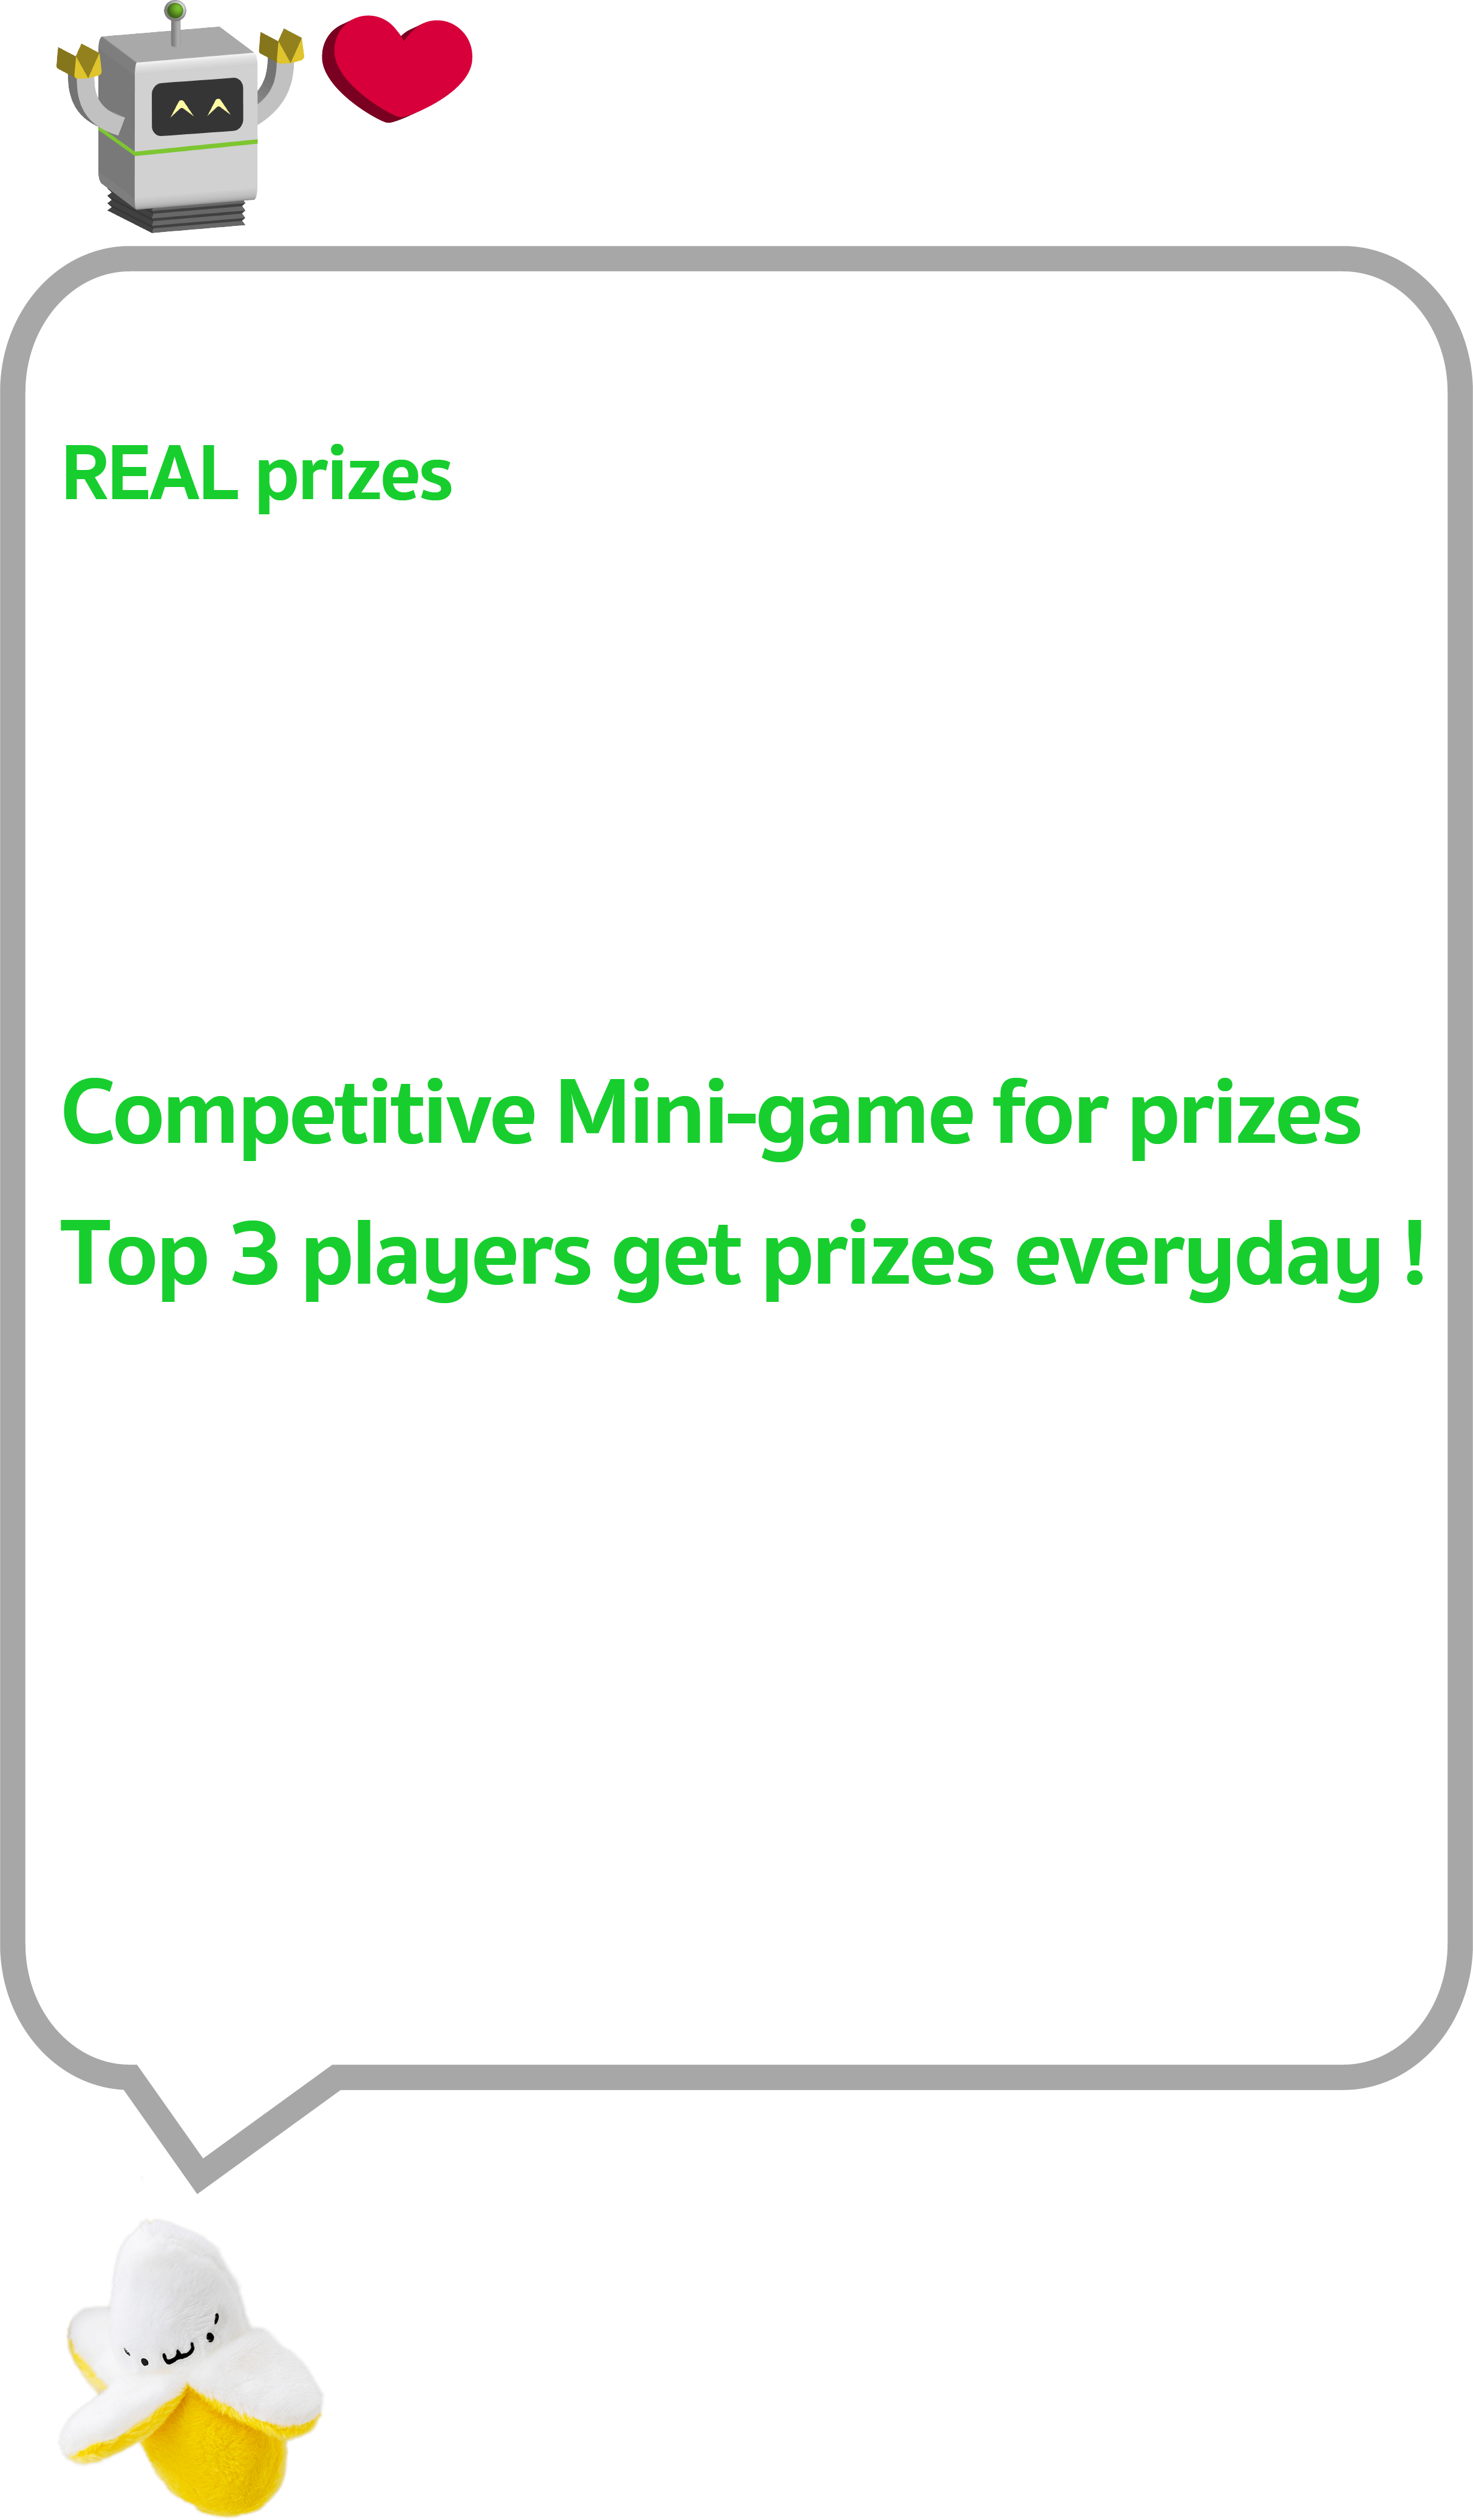 REAL prizes
Competitive Mini-game for prizes
Top 3 players get prizes everyday !